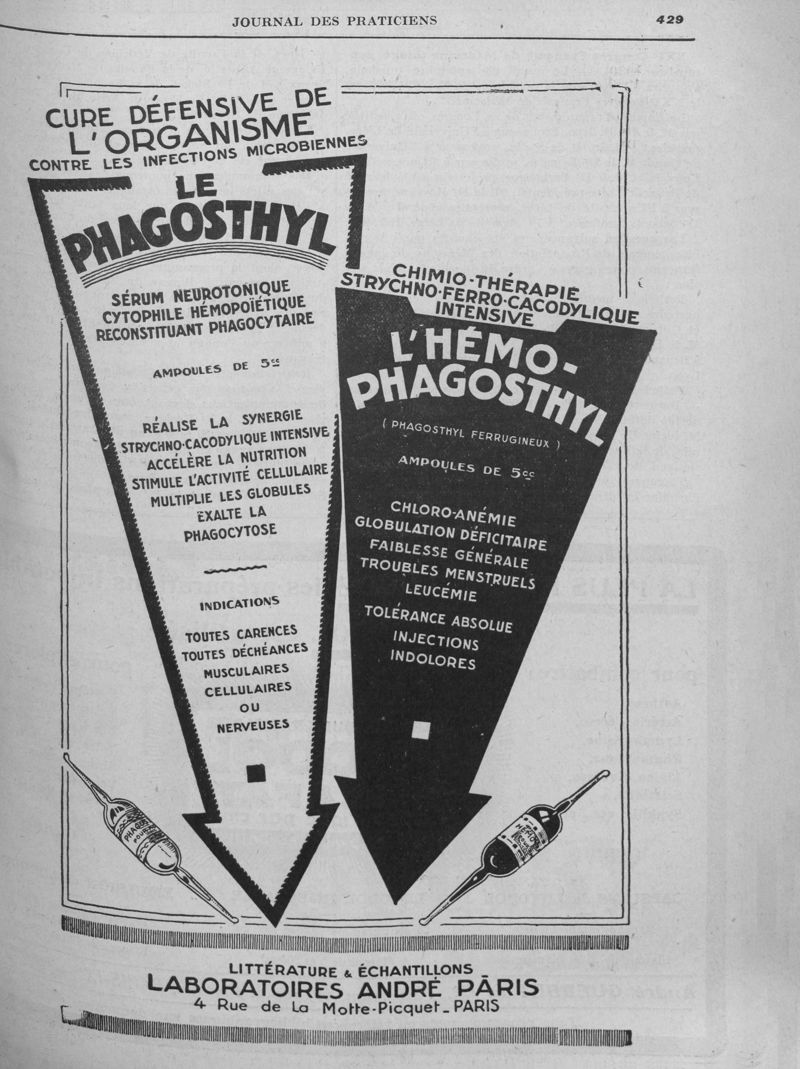 JOURNAL DES PRATICIENS
429
CURE DÉFENSIVE DE
L'ORGANISME
CONTRE LES INFECTIONS MICROBIENNES
LE
PHAGOSTHYL
SÉRUM NEUROTONIQUE
CYTOPHILE HÉMOPOÏÉTIQUE
RECONSTITUANT PHAGOCYTAIRE
AMPOULES DE 5cc
RÉALISE LA SYNERGIE
STRYCHNO-CACODYLIQUE INTENSIVE
ACCÉLÈRE LA NUTRITION
STIMULE L'ACTIVITÉ CELLULAIRE
MULTIPLIE LES GLOBULES
EXALTE LA
PHAGOCYTOSE
INDICATIONS
TOUTES CARENCES
TOUTES DÉCHÉANCES
MUSCULAIRES
CELLULAIRES
OU
NERVEUSES
CHIMIO-THÉRAPIE
STRYCHNO-FERRO-CACODYLIQUE
INTENSIVE
L'HÉMO-
PHAGOSTHYL
( PHAGOSTHYL FERRUGINEUX )
AMPOULES DE 5cc
CHLORO-ANÉMIE
GLOBULATION DÉFICITAIRE
FAIBLESSE GÉNÉRALE
TROUBLES MENSTRUELS
LEUCÉMIE
TOLÉRANCE ABSOLUE
INJECTIONS
INDOLORES
LITTÉRATURE & ÉCHANTILLONS
LABORATOIRES ANDRÉ PÂRIS
4 Rue de La Motte-Picquet_PARIS